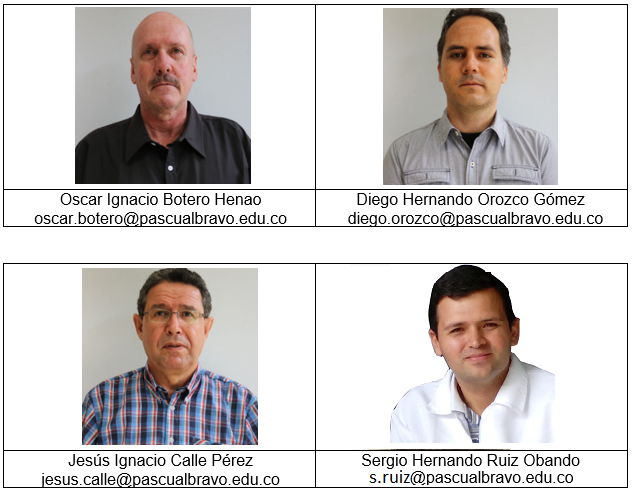 Oscar Ignacio Botero Henao
oscar.botero@pascualbravo.edu.co
Diego Hernando Orozco Gómez
diego.orozco@pascualbravo.edu.co
Jesús Ignacio Calle Pérez
jesus.calle@pascualbravo.edu.co
Sergio Hernando Ruiz Obando
s.ruiz@pascualbravo.edu.co